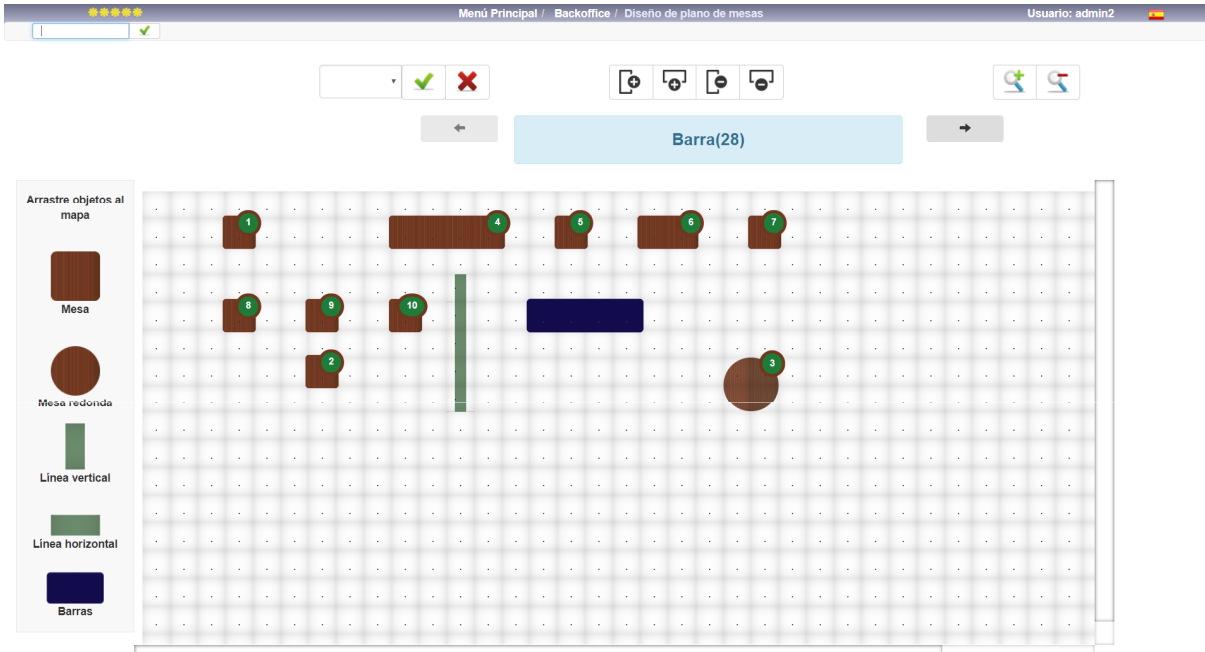 Menú Principal / Backoffice / Diseño de plano de mesas
Usuario: admin2
Barra(28)
Arrastre objetos al
mapa
Mesa
Mesa redonda
Línea vertical
Línea horizontal
Barras
1
4
5
6
7
8
9
10
2
3